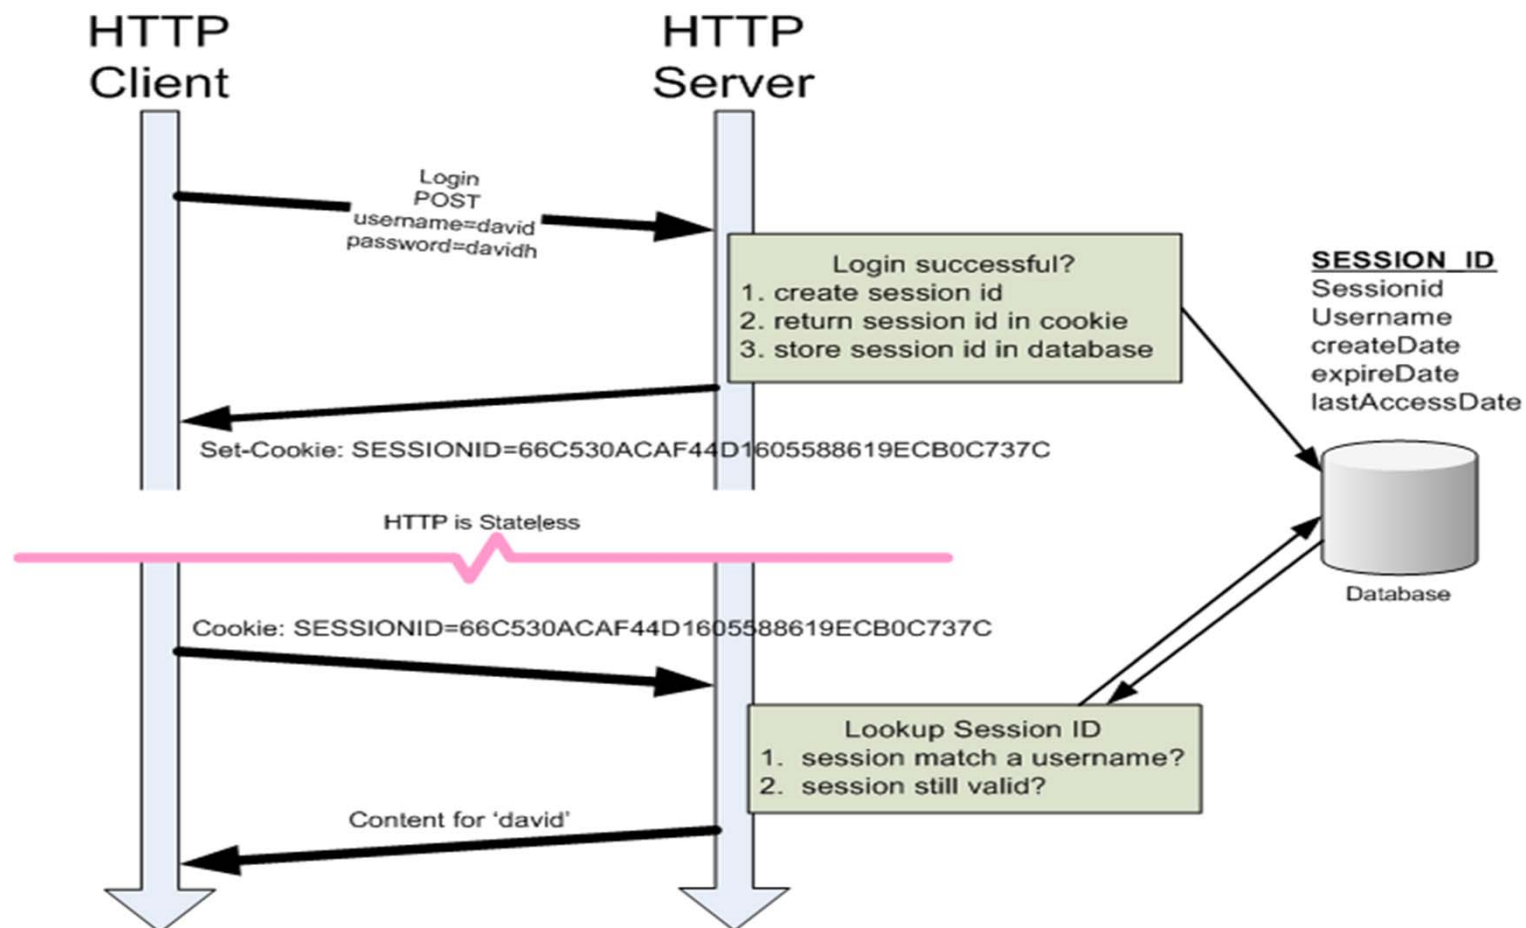 HTTP
Client
HTTP
Server
Login
POST
username=david
password=davidh
Login successful?
1. create session id
2. return session id in cookie
3. store session id in database
SESSION_ID
Sessionid
Username
createDate
expireDate
lastAccessDate
Set-Cookie: SESSIONID=66C530ACAF44D1605588619ECB0C737C
HTTP is Stateless
Database
Cookie: SESSIONID=66C530ACAF44D1605588619ECB0C737C
Lookup Session ID
1. session match a username?
2. session still valid?
Content for ‘david’